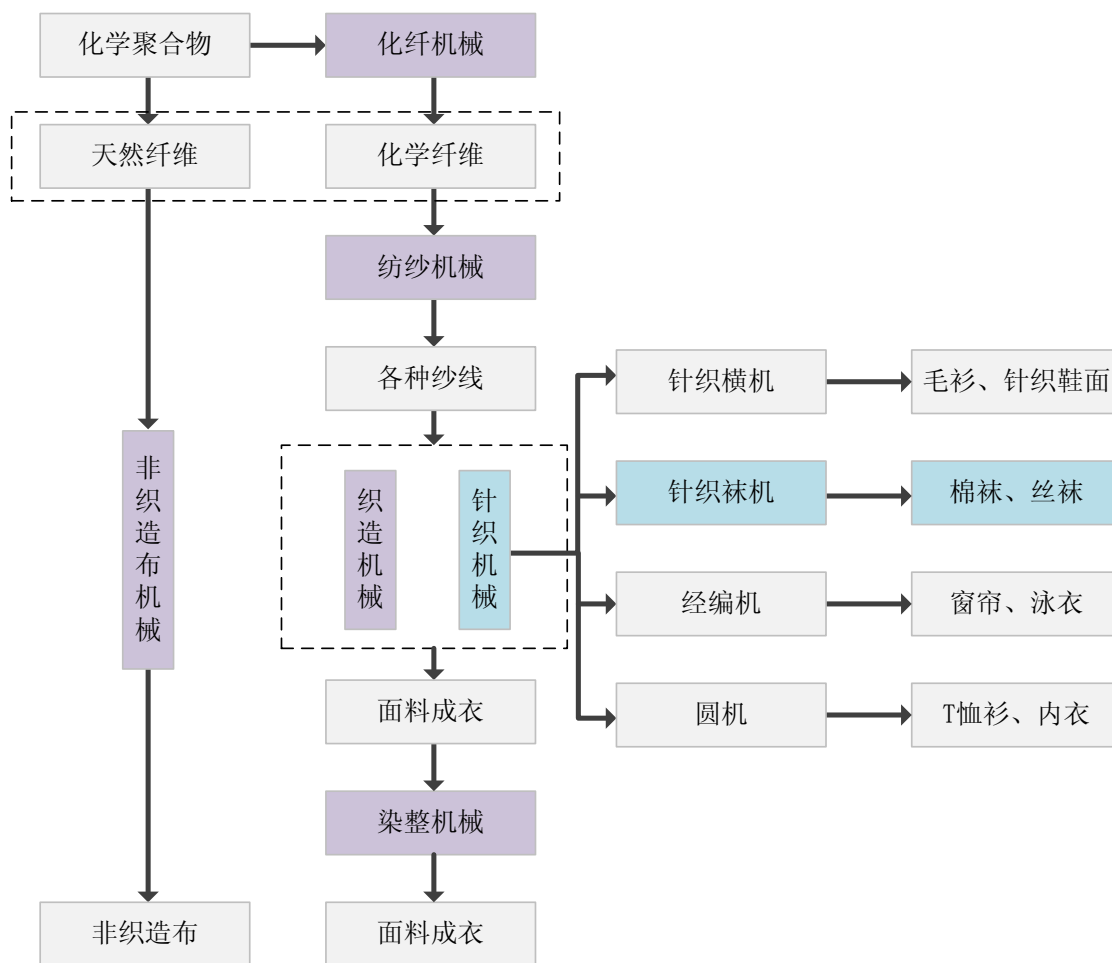 化学聚合物
化纤机械
天然纤维
化学纤维
纺纱机械
各种纱线
针织横机
毛衫、针织鞋面
非织造布机械
织造机械
针织机械
针织袜机
棉袜、丝袜
经编机
窗帘、泳衣
面料成衣
圆机
T恤衫、内衣
染整机械
非织造布
面料成衣